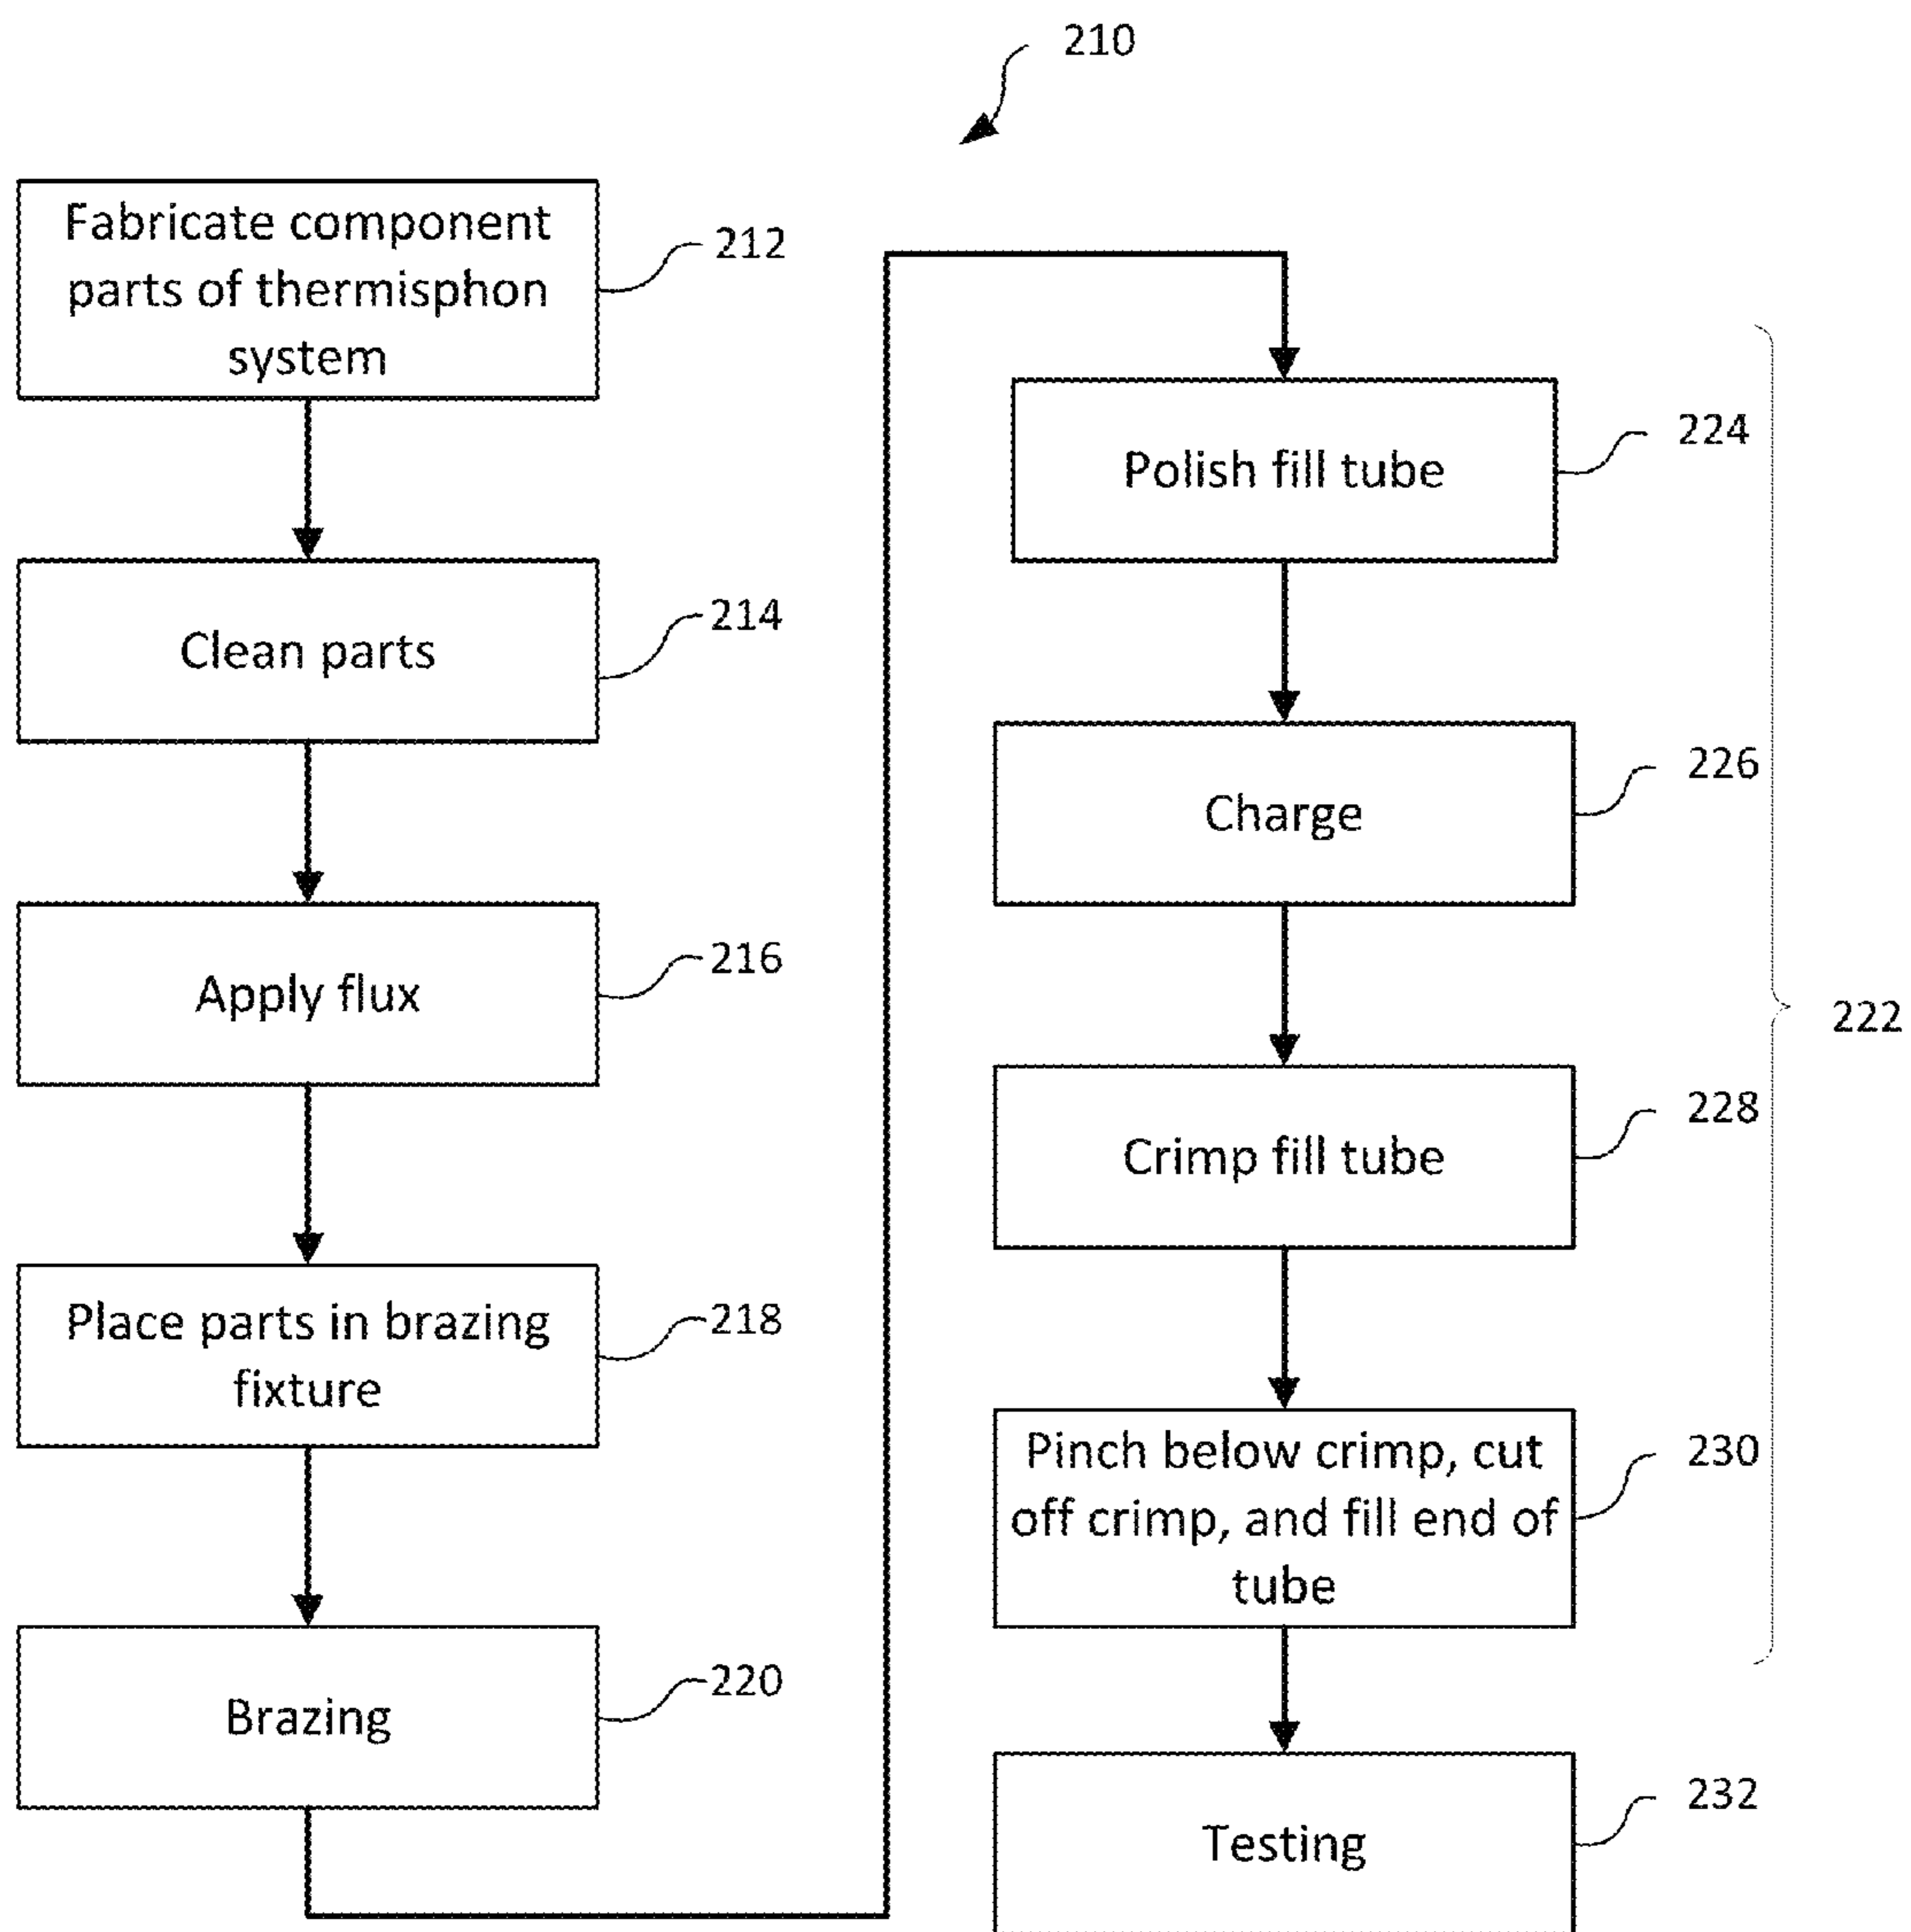 210
Fabricate component
parts of thermisphon
system
212
Clean parts
214
Apply flux
216
Place parts in brazing
fixture
218
Brazing
220
Polish fill tube
224
Charge
226
Crimp fill tube
228
Pinch below crimp, cut
off crimp, and fill end of
tube
230
Testing
232
222